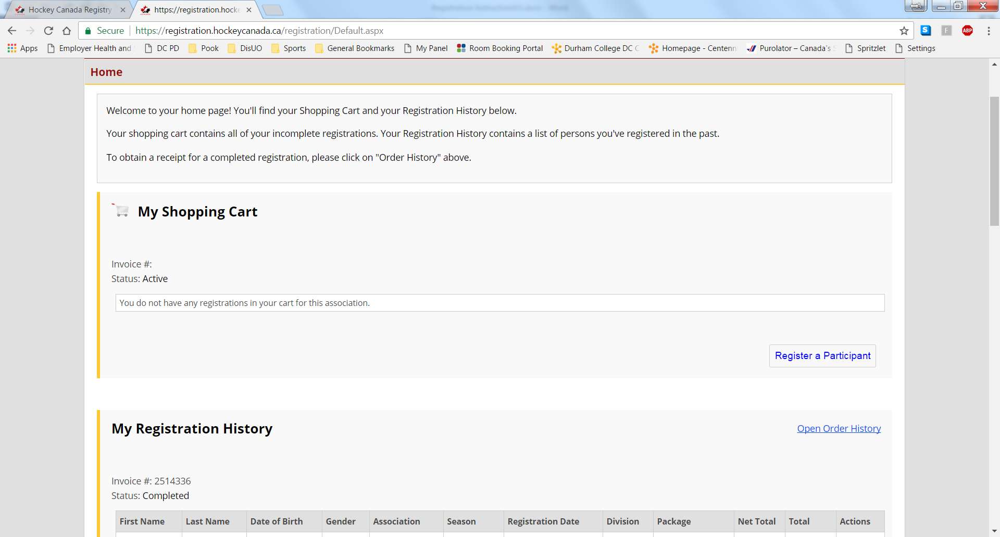 Hockey Canada Registry
https://registration.hocke
Secure https://registration.hockeycanada.ca/registration/Default.aspx
ABP
Apps Employer Health and DC PD Pook DisUO Sports General Bookmarks My Panel Room Booking Portal Durham College DC C Homepage - Centenn Purolator – Canada's S Spritzlet Settings
Home
Welcome to your home page! You'll find your Shopping Cart and your Registration History below.
Your shopping cart contains all of your incomplete registrations. Your Registration History contains a list of persons you've registered in the past.
To obtain a receipt for a completed registration, please click on "Order History" above.
My Shopping Cart
Invoice #:
Status: Active
You do not have any registrations in your cart for this association.
Register a Participant
My Registration History
Open Order History
Invoice #: 2514336
Status: Completed
First Name Last Name Date of Birth Gender Association Season Registration Date Division Package Net Total Total Actions